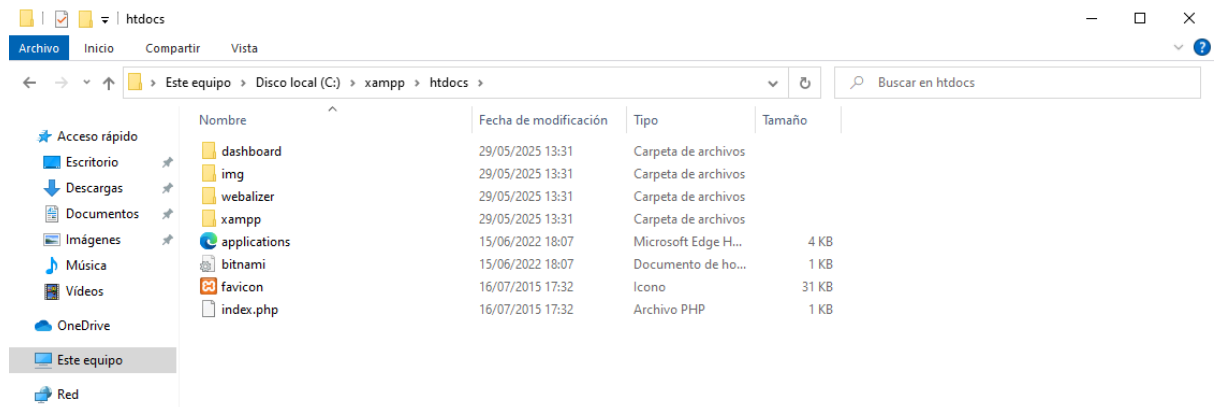 htdocs
Archivo Inicio Compartir Vista
Este equipo > Disco local (C:) > xampp > htdocs > Buscar en htdocs
Nombre Fecha de modificación Tipo Tamaño
Acceso rápido
Escritorio
Descargas
Documentos
Imágenes
Música
Vídeos
OneDrive
Este equipo
Red
dashboard 29/05/2025 13:31 Carpeta de archivos
img 29/05/2025 13:31 Carpeta de archivos
webalizer 29/05/2025 13:31 Carpeta de archivos
xampp 29/05/2025 13:31 Carpeta de archivos
applications 15/06/2022 18:07 Microsoft Edge H... 4 KB
bitnami 15/06/2022 18:07 Documento de ho... 1 KB
favicon 16/07/2015 17:32 Icono 31 KB
index.php 16/07/2015 17:32 Archivo PHP 1 KB